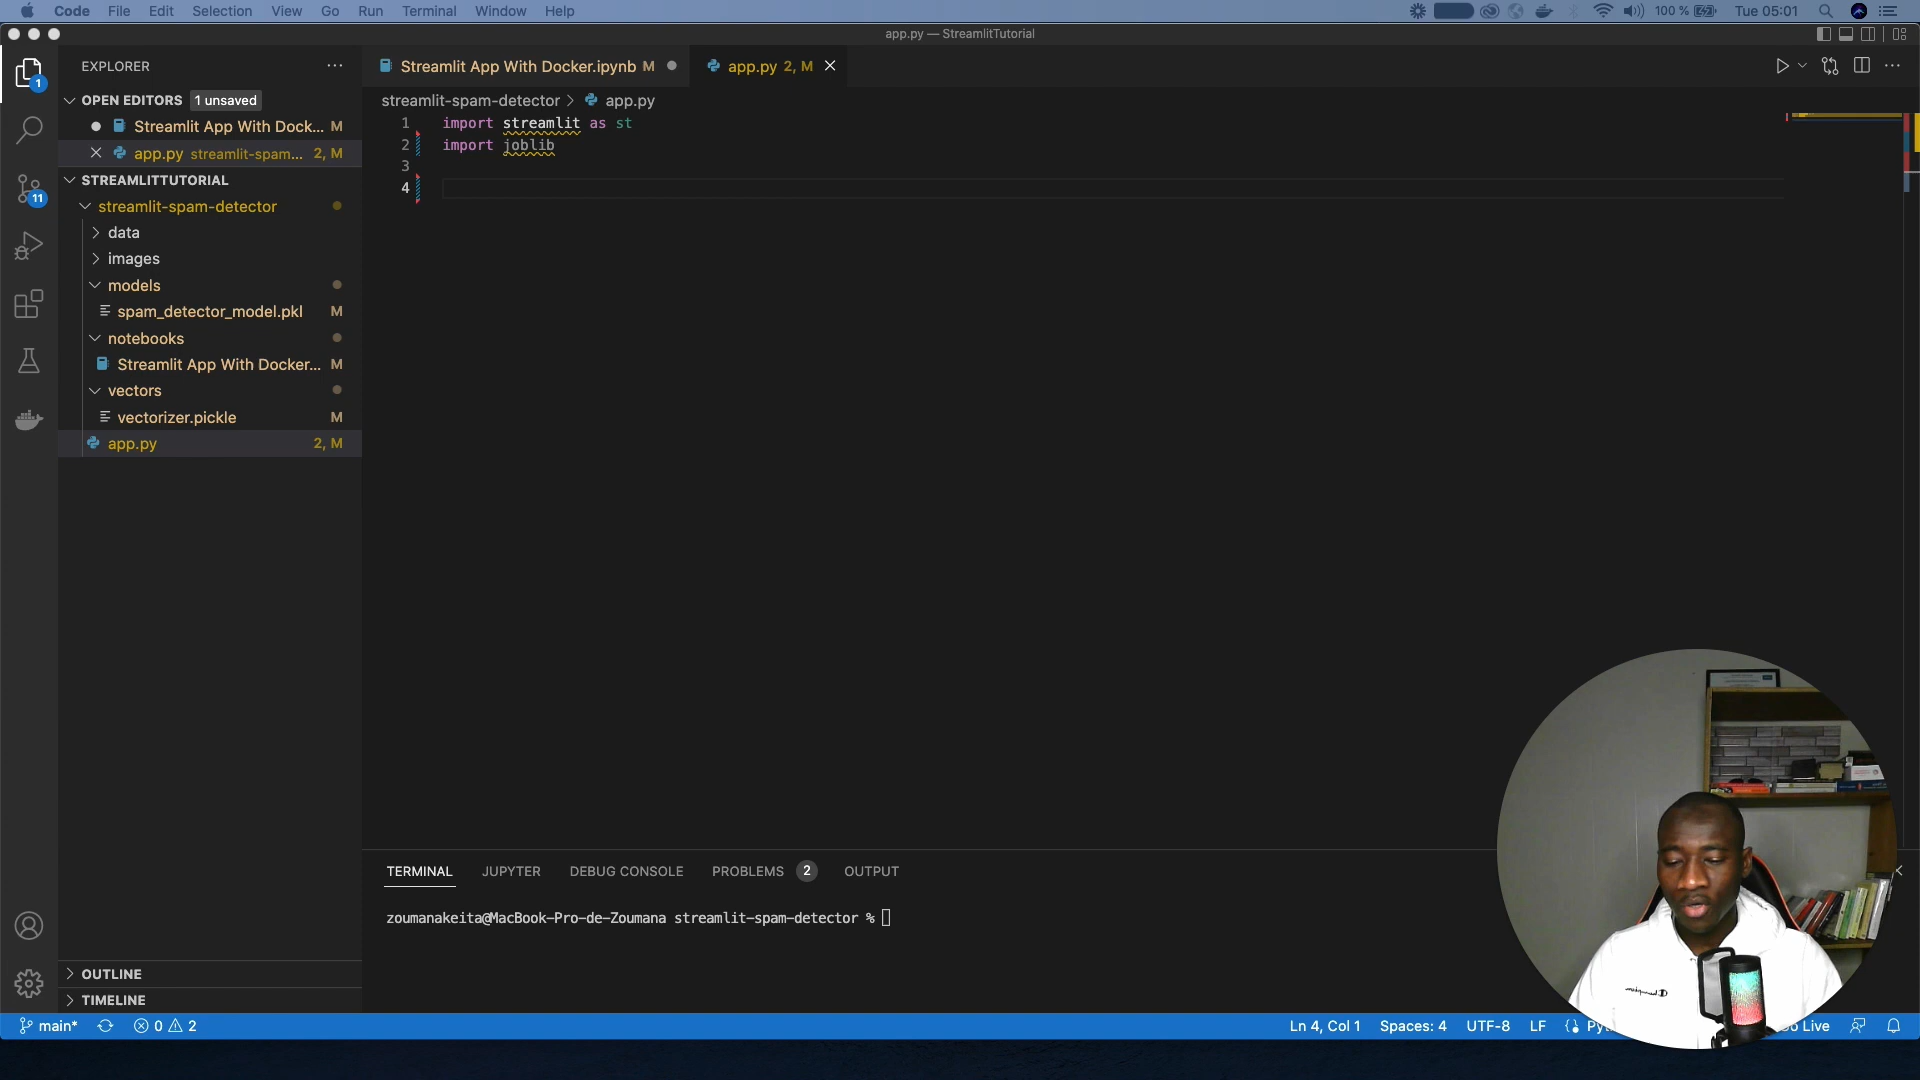 Code File Edit Selection View Go Run Terminal Window Help
100 % Tue 05:01
app.py — StreamlitTutorial
EXPLORER
1
Streamlit App With Docker.ipynb M
app.py 2, M
OPEN EDITORS 1 unsaved
streamlit-spam-detector > app.py
Streamlit App With Dock... M
app.py streamlit-spam... 2, M
STREAMLITTUTORIAL
11
streamlit-spam-detector
data
images
models
spam_detector_model.pkl M
notebooks
Streamlit App With Docker... M
vectors
vectorizer.pickle M
app.py 2, M
1 import streamlit as st
2 import joblib
3
4
TERMINAL JUPYTER DEBUG CONSOLE PROBLEMS 2 OUTPUT
zoumanakeita@MacBook-Pro-de-Zoumana streamlit-spam-detector %
OUTLINE
TIMELINE
main* 0 2
Ln 4, Col 1 Spaces: 4 UTF-8 LF Live